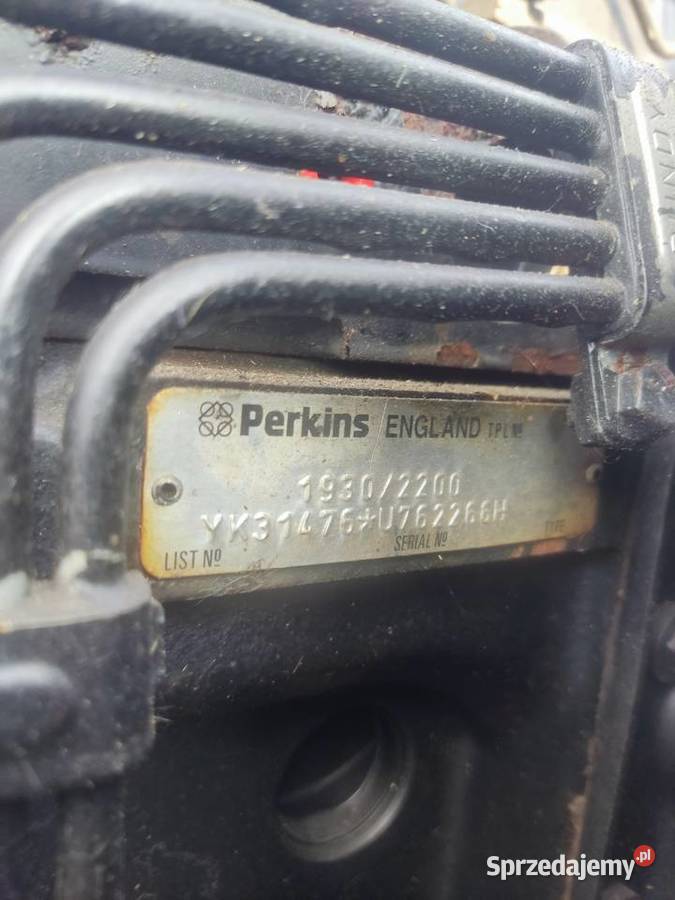 Perkins ENGLAND TPL Nº
1930/2200
YK31476*U762266H
LIST Nº SERIAL Nº TYPE
Sprzedajemy.pl